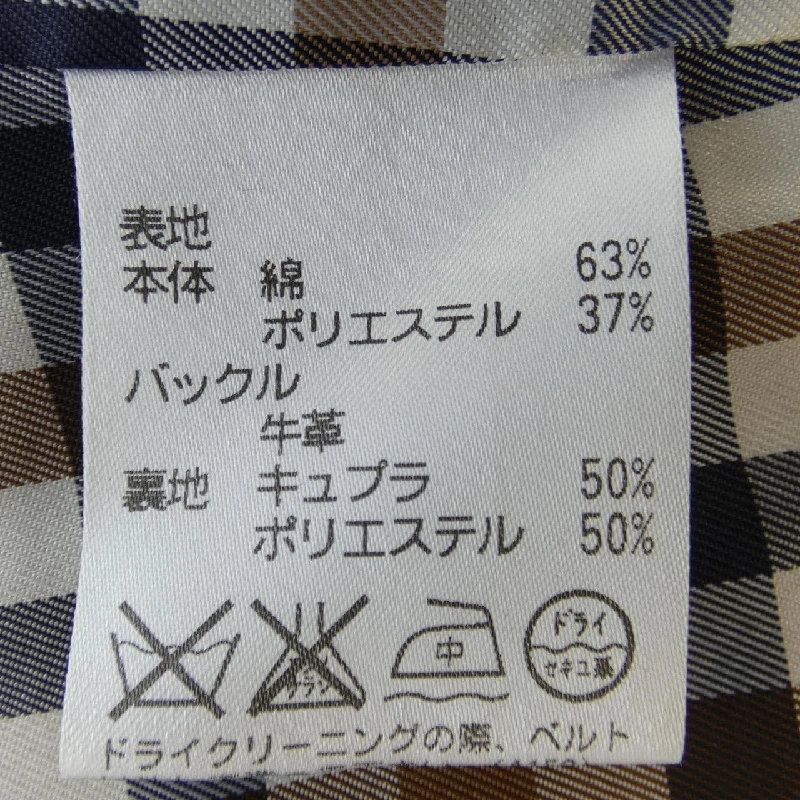 表地
本体 綿 63%
ポリエステル 37%
バックル
牛革
裏地 キュプラ 50%
ポリエステル 50%
中 ドライ
セキユ系
ドライクリーニングの際、ベルト